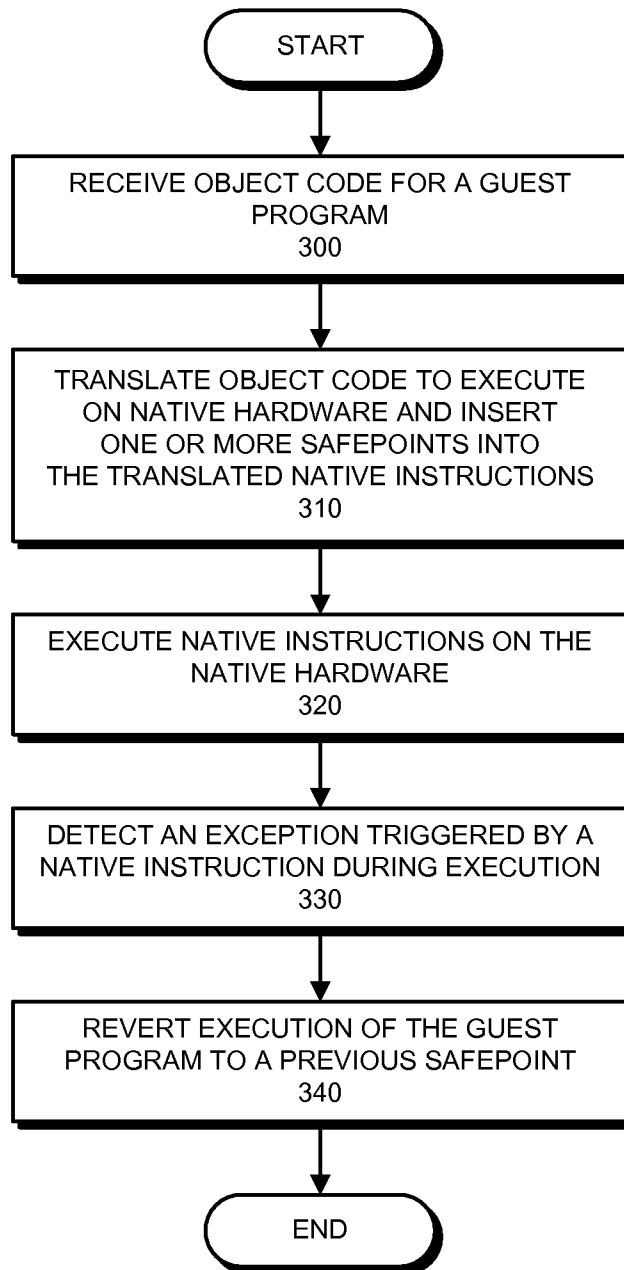 START
RECEIVE OBJECT CODE FOR A GUEST
PROGRAM
300
TRANSLATE OBJECT CODE TO EXECUTE
ON NATIVE HARDWARE AND INSERT
ONE OR MORE SAFEPOINTS INTO
THE TRANSLATED NATIVE INSTRUCTIONS
310
EXECUTE NATIVE INSTRUCTIONS ON THE
NATIVE HARDWARE
320
DETECT AN EXCEPTION TRIGGERED BY A
NATIVE INSTRUCTION DURING EXECUTION
330
REVERT EXECUTION OF THE GUEST
PROGRAM TO A PREVIOUS SAFEPOINT
340
END